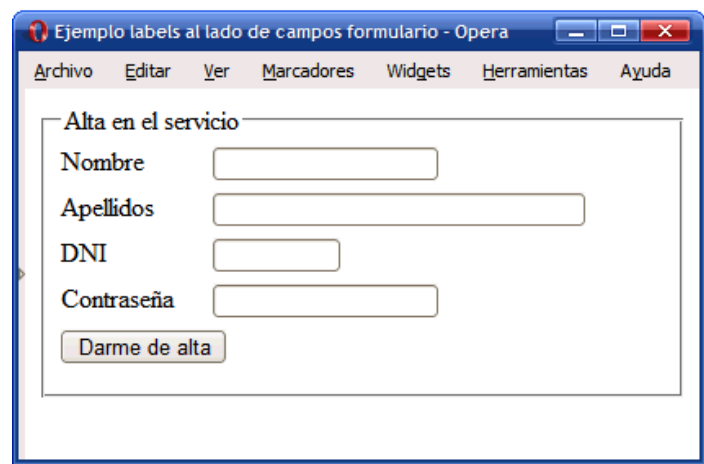 Ejemplo labels al lado de campos formulario - Opera
Archivo Editar Ver Marcadores Widgets Herramientas Ayuda
Alta en el servicio
Nombre
Apellidos
DNI
Contraseña
Darme de alta